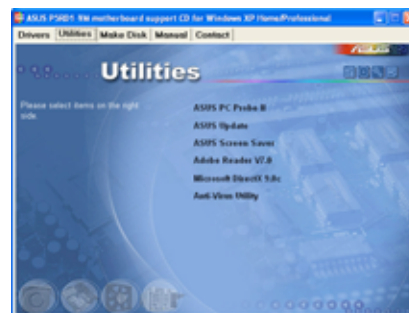 ASUS P5RD1-VM motherboard support CD for Windows XP Home/Professional
Drivers Utilities Make Disk Manual Contact
ASUS
Utilities
Please select items on the right
side.
ASUS PC Probe II
ASUS Update
ASUS Screen Saver
Adobe Reader V7.0
Microsoft DirectX 9.0c
Anti-Virus Utility